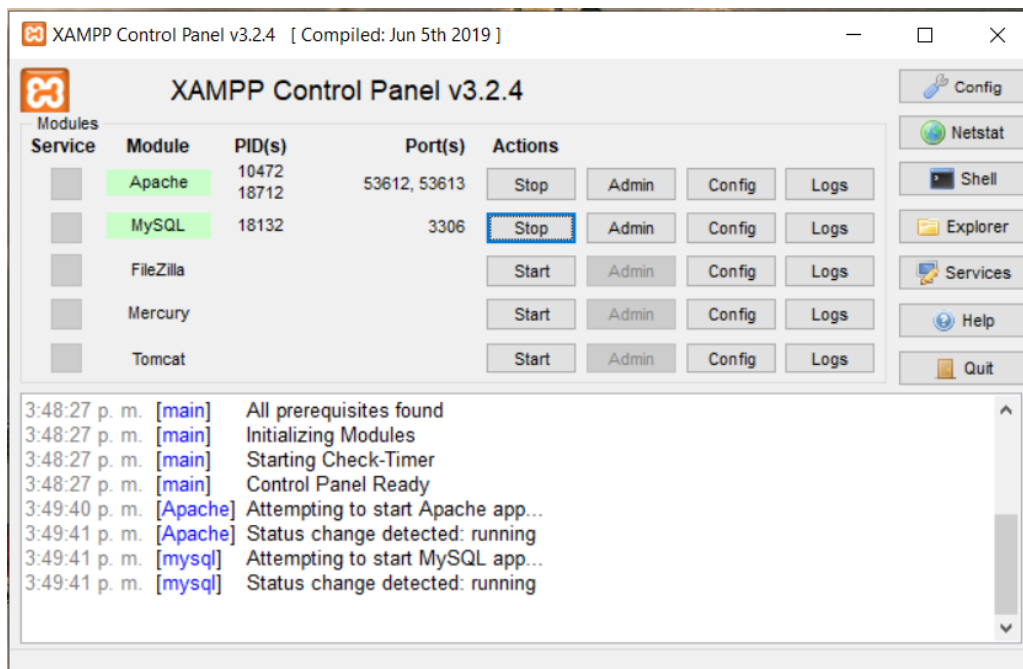 XAMPP Control Panel v3.2.4 [ Compiled: Jun 5th 2019 ]
XAMPP Control Panel v3.2.4
Config
Modules
Service Module PID(s) Port(s) Actions
Netstat
Apache 10472 18712 53612, 53613 Stop Admin Config Logs
Shell
MySQL 18132 3306 Stop Admin Config Logs
Explorer
FileZilla Start Admin Config Logs
Services
Mercury Start Admin Config Logs
Help
Tomcat Start Admin Config Logs
Quit
3:48:27 p. m. [main] All prerequisites found
3:48:27 p. m. [main] Initializing Modules
3:48:27 p. m. [main] Starting Check-Timer
3:48:27 p. m. [main] Control Panel Ready
3:49:40 p. m. [Apache] Attempting to start Apache app...
3:49:41 p. m. [Apache] Status change detected: running
3:49:41 p. m. [mysql] Attempting to start MySQL app...
3:49:41 p. m. [mysql] Status change detected: running